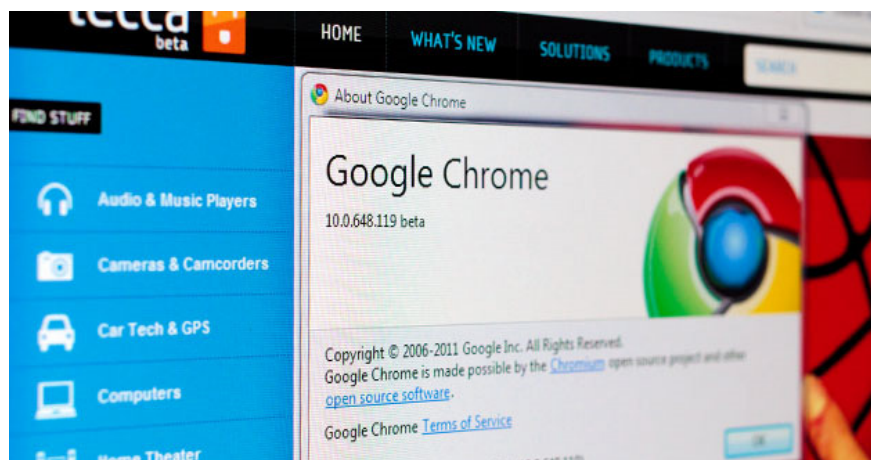 tecca
beta
HOME
WHAT'S NEW
SOLUTIONS
PRODUCTS
SEARCH
FIND STUFF
Audio & Music Players
Cameras & Camcorders
Car Tech & GPS
Computers
Home Theater
About Google Chrome
Google Chrome
10.0.648.119 beta
Copyright © 2006-2011 Google Inc. All Rights Reserved.
Google Chrome is made possible by the Chromium open source project and other
open source software.
Google Chrome Terms of Service
OK